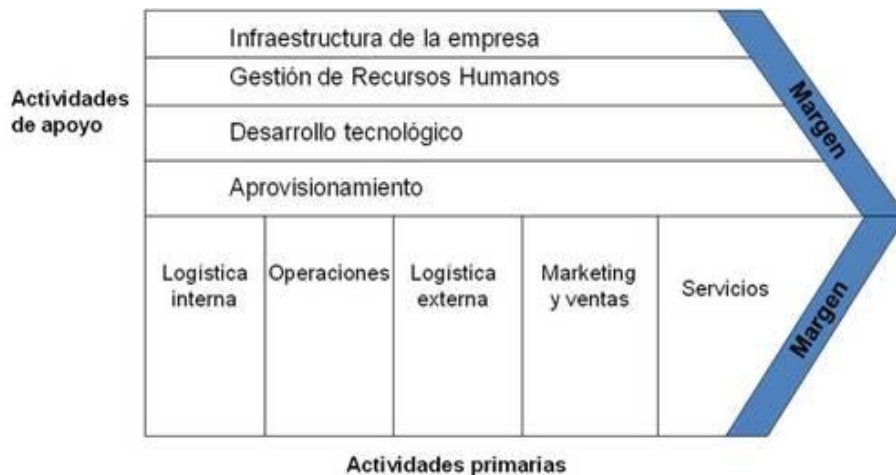 Infraestructura de la empresa
Gestión de Recursos Humanos
Actividades
de apoyo
Desarrollo tecnológico
Aprovisionamiento
Margen
Logística
interna
Operaciones
Logística
externa
Marketing
y ventas
Servicios
Margen
Actividades primarias